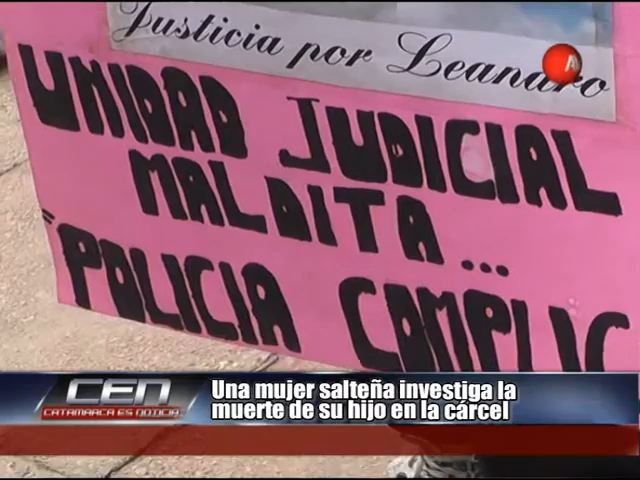 Justicia por Leandro
UNIDAD JUDICIAL
MALDITA...
"POLICIA COMPLIC
A
CEN
CATAMARCA ES NOTICIA
Una mujer salteña investiga la
muerte de su hijo en la cárcel